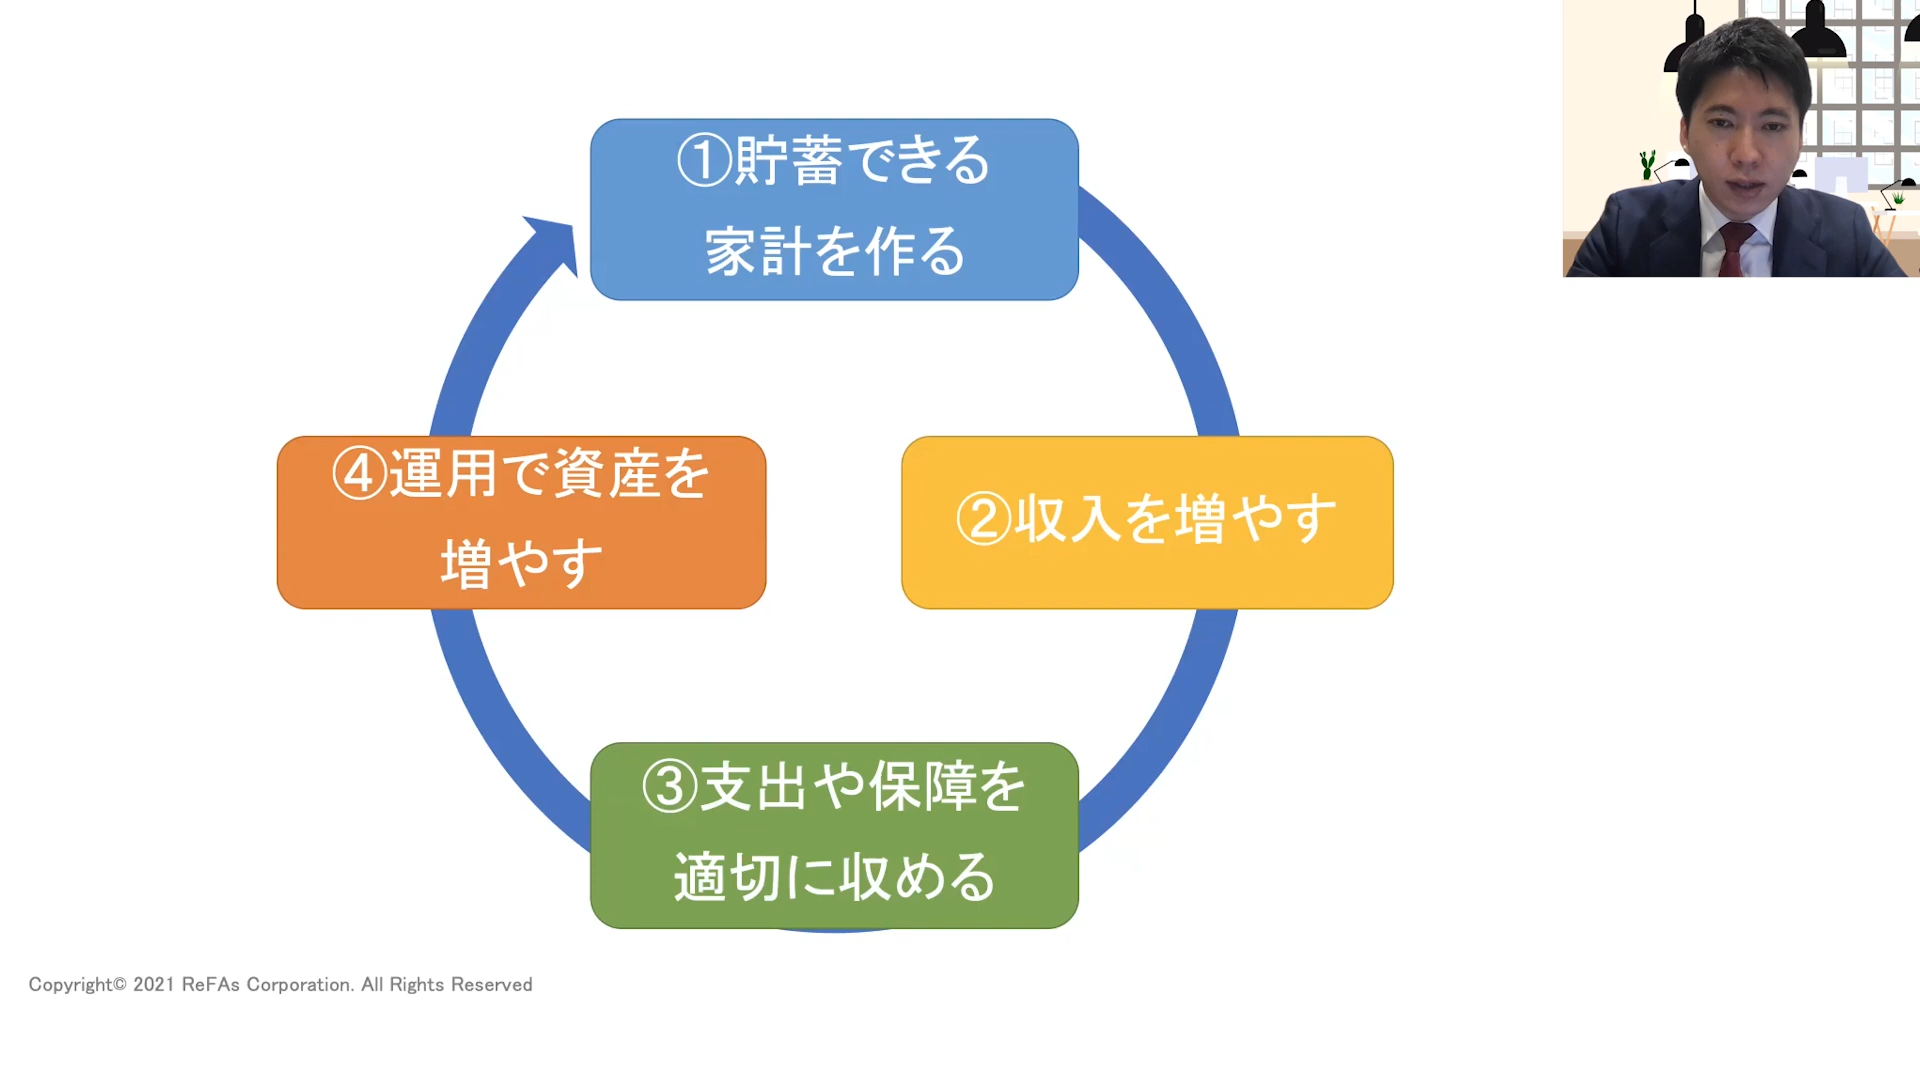 ①貯蓄できる
家計を作る
②収入を増やす
③支出や保障を
適切に収める
④運用で資産を
増やす
Copyright© 2021 ReFAs Corporation. All Rights Reserved